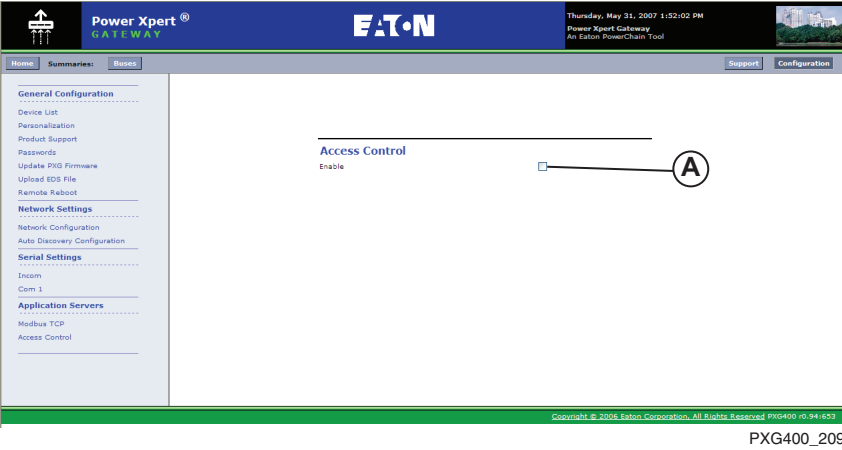 Power Xpert ®
GATEWAY
EATON
Thursday, May 31, 2007 1:52:02 PM
Power Xpert Gateway
An Eaton PowerChain Tool
Home Summaries: Buses Support Configuration
General Configuration
Device List
Personalization
Product Support
Passwords
Update PXG Firmware
Upload EDS File
Remote Reboot
Network Settings
Network Configuration
Auto Discovery Configuration
Serial Settings
Incom
Com 1
Application Servers
Modbus TCP
Access Control
Access Control
Enable
A
Copyright © 2006 Eaton Corporation. All Rights Reserved PXG400 r0.94:653
PXG400_209